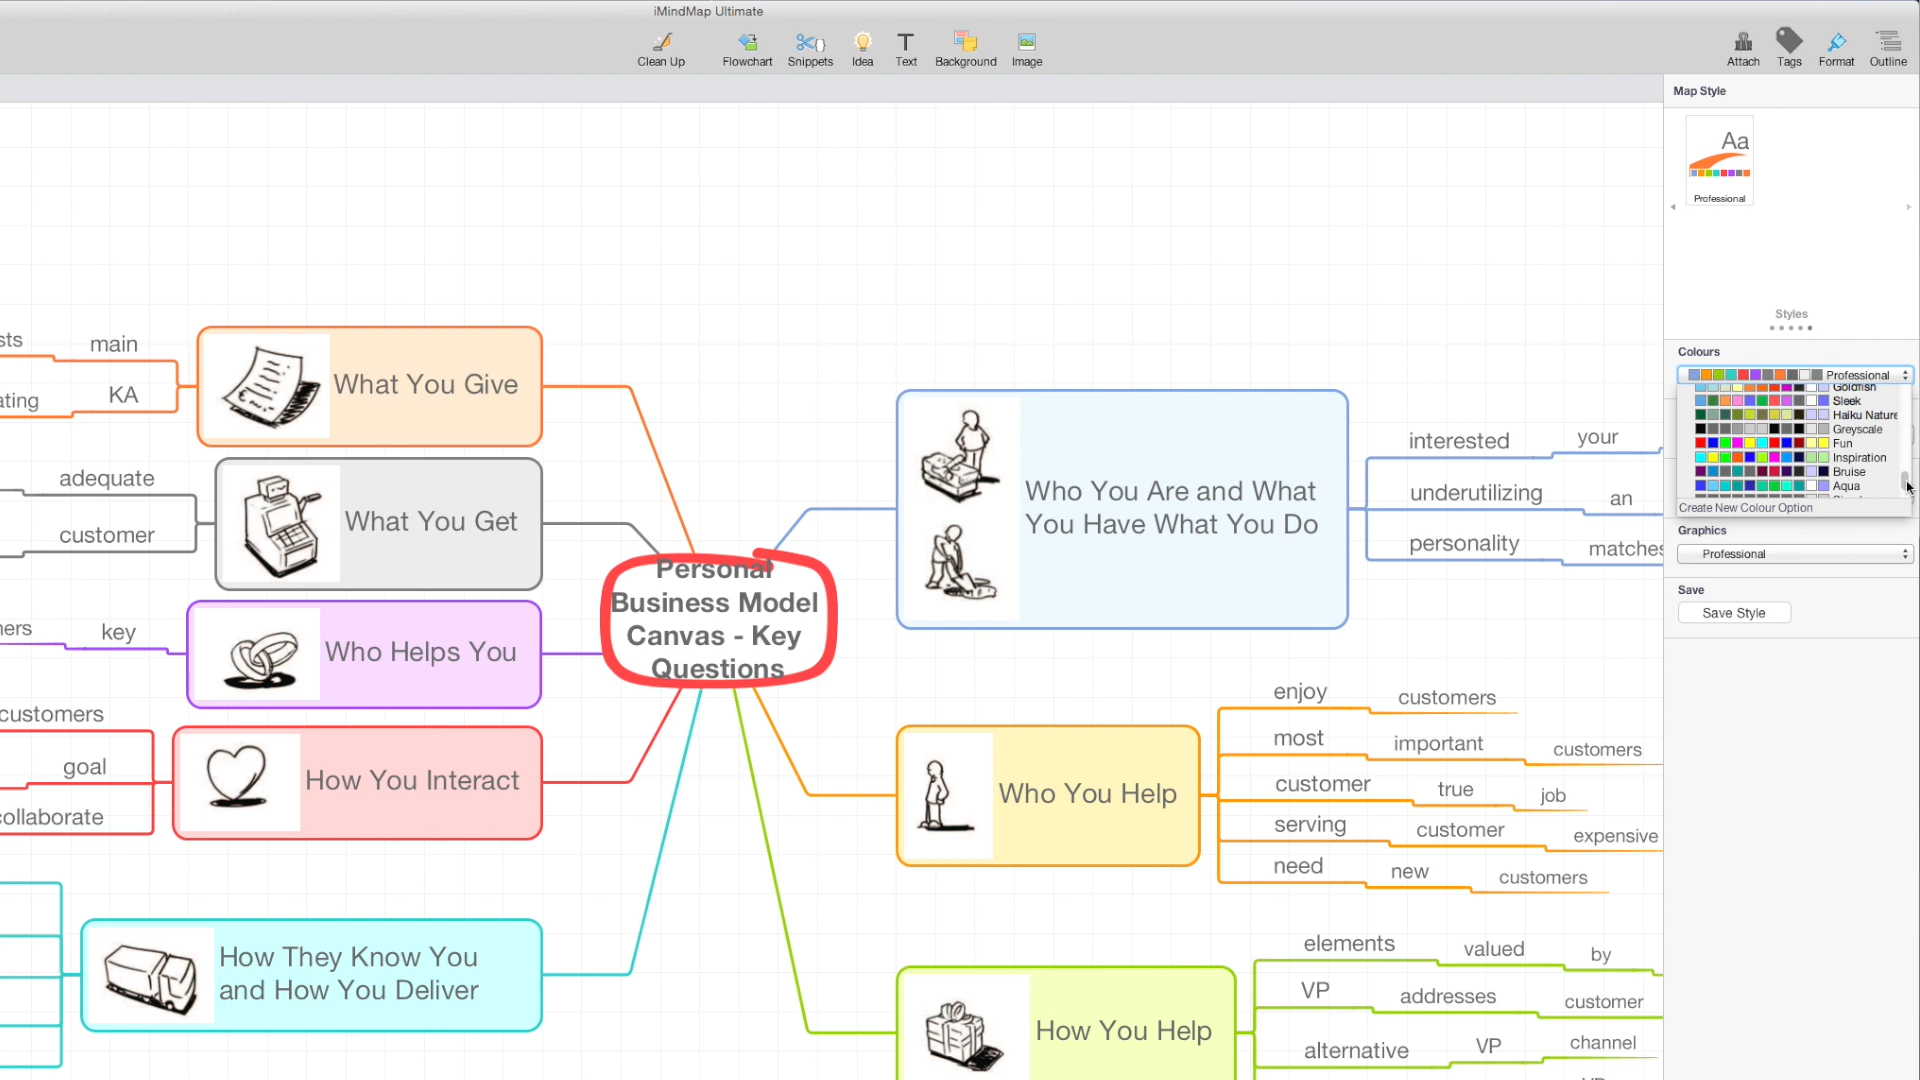 iMindMap Ultimate
Clean Up
Flowchart
Snippets
Idea
Text
Background
Image
Attach
Tags
Format
Outline
Map Style
Aa
Professional
Styles
Colours
Professional
Goldfish
Sleek
Haiku Nature
Greyscale
Fun
Inspiration
Bruise
Aqua
Create New Colour Option
Graphics
Professional
Save
Save Style
sts main
ating KA
What You Give
adequate
customer
What You Get
ners key
Who Helps You
customers
goal
collaborate
How You Interact
How They Know You
and How You Deliver
Personal
Business Model
Canvas - Key
Questions
Who You Are and What
You Have What You Do
interested your
underutilizing an
personality matches
Who You Help
enjoy customers
most important customers
customer true job
serving customer expensive
need new customers
How You Help
elements valued by
VP addresses customer
alternative VP channel